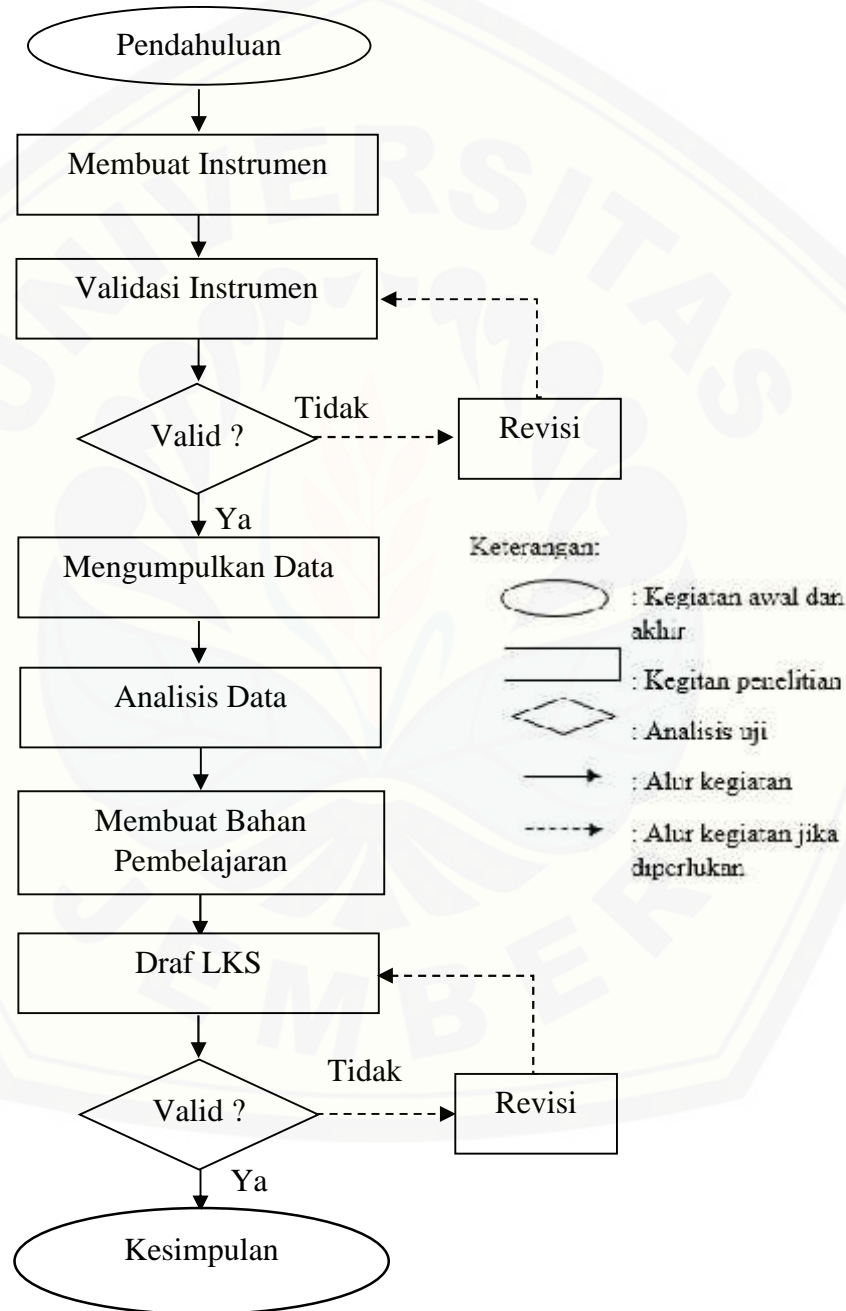 Pendahuluan
Membuat Instrumen
Validasi Instrumen
Valid ?
Tidak
Revisi
Ya
Mengumpulkan Data
Analisis Data
Membuat Bahan
Pembelajaran
Draf LKS
Valid ?
Tidak
Revisi
Ya
Kesimpulan
Keterangan:
: Kegiatan awal dan
akhir
: Kegitan penelitian
: Analisis uji
: Alur kegiatan
: Alur kegiatan jika
diperlukan
UNIVERSITAS
JEMBER